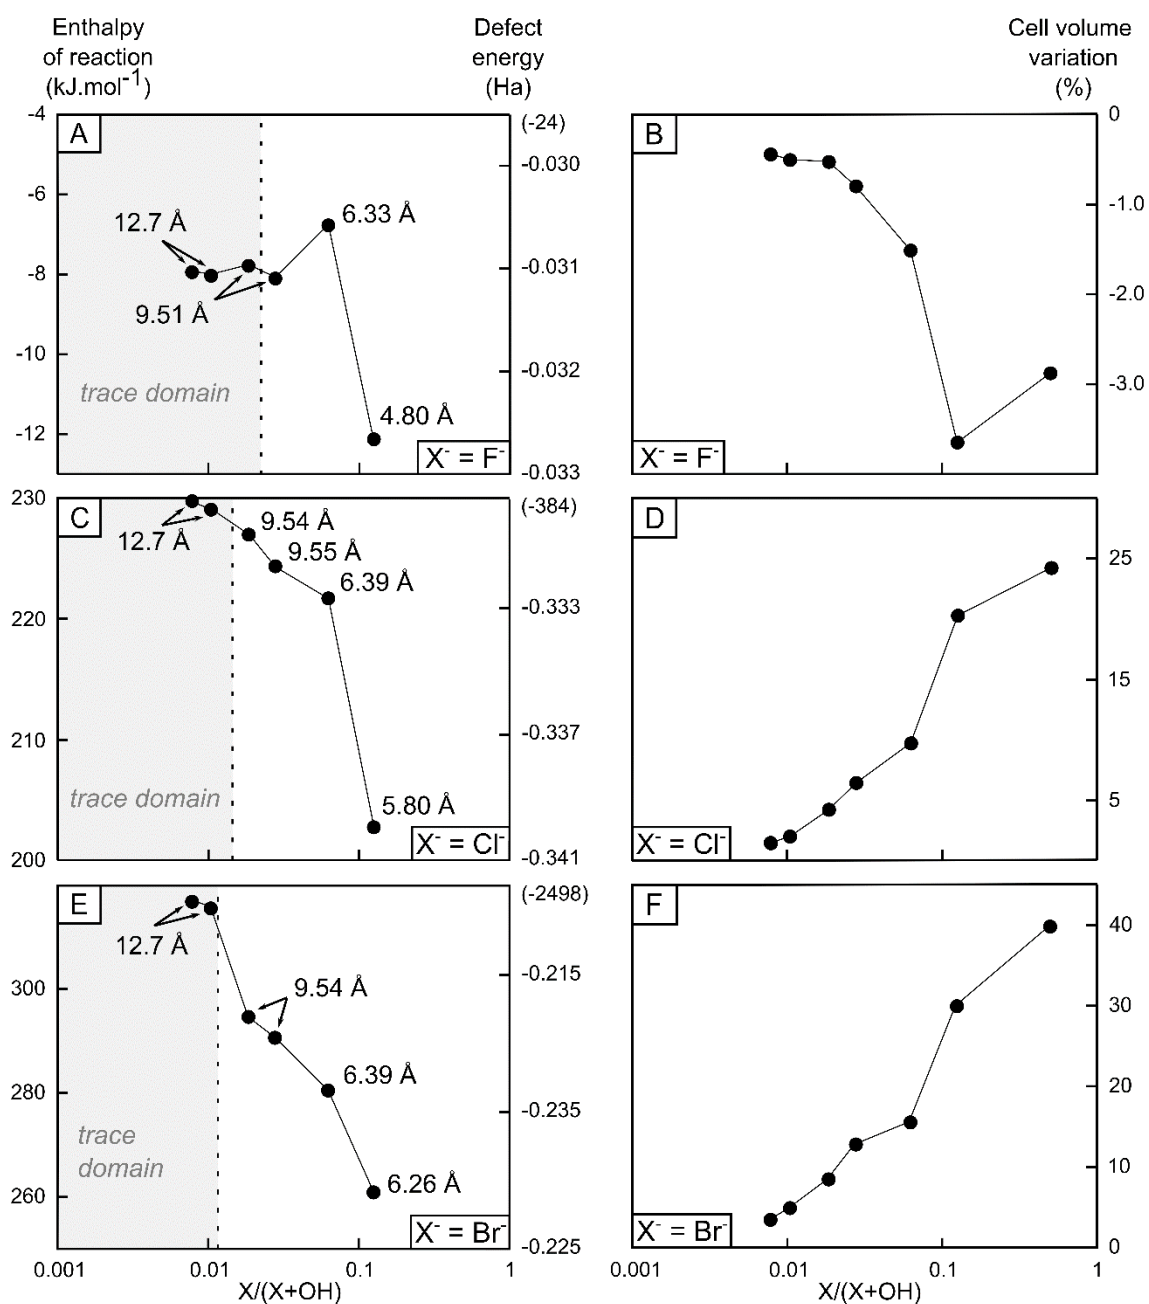 Enthalpy
of reaction
(kJ.mol-1)
Defect
energy
(Ha)
Cell volume
variation
(%)
A
-4
-6
-8
-10
-12
12.7 Å
9.51 Å
6.33 Å
4.80 Å
trace domain
X- = F-
(-24)
-0.030
-0.031
-0.032
-0.033
B
X- = F-
0
-1.0
-2.0
-3.0
C
230
220
210
200
12.7 Å
9.54 Å
9.55 Å
6.39 Å
5.80 Å
trace domain
X- = Cl-
(-384)
-0.333
-0.337
-0.341
D
X- = Cl-
25
15
5
E
300
280
260
12.7 Å
9.54 Å
6.39 Å
6.26 Å
trace
domain
X- = Br-
(-2498)
-0.215
-0.235
-0.225
0.001
0.01
0.1
1
X/(X+OH)
F
X- = Br-
40
30
20
10
0
0.001
0.01
0.1
1
X/(X+OH)